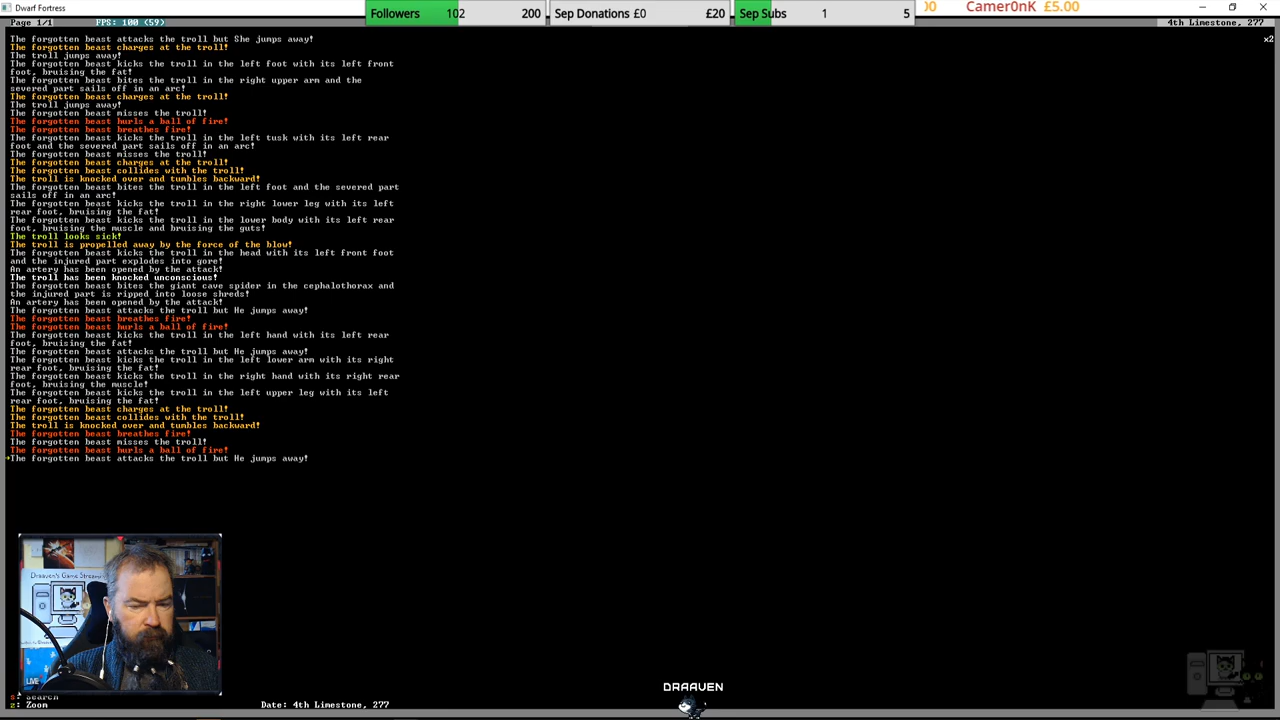 Dwarf Fortress
Followers 102 200
Sep Donations £0 £20
Sep Subs 1 5
Camer0nK £5.00
Page 1/1 FPS: 100 (59)
4th Limestone, 277
x2
The forgotten beast attacks the troll but She jumps away!
The forgotten beast charges at the troll!
The troll jumps away!
The forgotten beast kicks the troll in the left foot with its left front
foot, bruising the fat!
The forgotten beast bites the troll in the right upper arm and the
severed part sails off in an arc!
The forgotten beast charges at the troll!
The troll jumps away!
The forgotten beast misses the troll!
The forgotten beast hurls a ball of fire!
The forgotten beast breathes fire!
The forgotten beast kicks the troll in the left tusk with its left rear
foot and the severed part sails off in an arc!
The forgotten beast misses the troll!
The forgotten beast charges at the troll!
The forgotten beast collides with the troll!
The troll is knocked over and tumbles backward!
The forgotten beast bites the troll in the left foot and the severed part
sails off in an arc!
The forgotten beast kicks the troll in the right lower leg with its left
rear foot, bruising the fat!
The forgotten beast kicks the troll in the lower body with its left rear
foot, bruising the muscle and bruising the guts!
The troll looks sick!
The troll is propelled away by the force of the blow!
The forgotten beast kicks the troll in the head with its left front foot
and the injured part explodes into gore!
An artery has been opened by the attack!
The troll has been knocked unconscious!
The forgotten beast bites the giant cave spider in the cephalothorax and
the injured part is ripped into loose shreds!
An artery has been opened by the attack!
The forgotten beast attacks the troll but He jumps away!
The forgotten beast breathes fire!
The forgotten beast hurls a ball of fire!
The forgotten beast kicks the troll in the left hand with its left rear
foot, bruising the fat!
The forgotten beast attacks the troll but He jumps away!
The forgotten beast kicks the troll in the left lower arm with its right
rear foot, bruising the fat!
The forgotten beast kicks the troll in the right hand with its right rear
foot, bruising the muscle!
The forgotten beast kicks the troll in the left upper leg with its left
rear foot, bruising the fat!
The forgotten beast charges at the troll!
The forgotten beast collides with the troll!
The troll is knocked over and tumbles backward!
The forgotten beast breathes fire!
The forgotten beast misses the troll!
The forgotten beast hurls a ball of fire!
The forgotten beast attacks the troll but He jumps away!
Draaven's Game Stream
LIVE
DRAAVEN
s: Search
z: Zoom
Date: 4th Limestone, 277